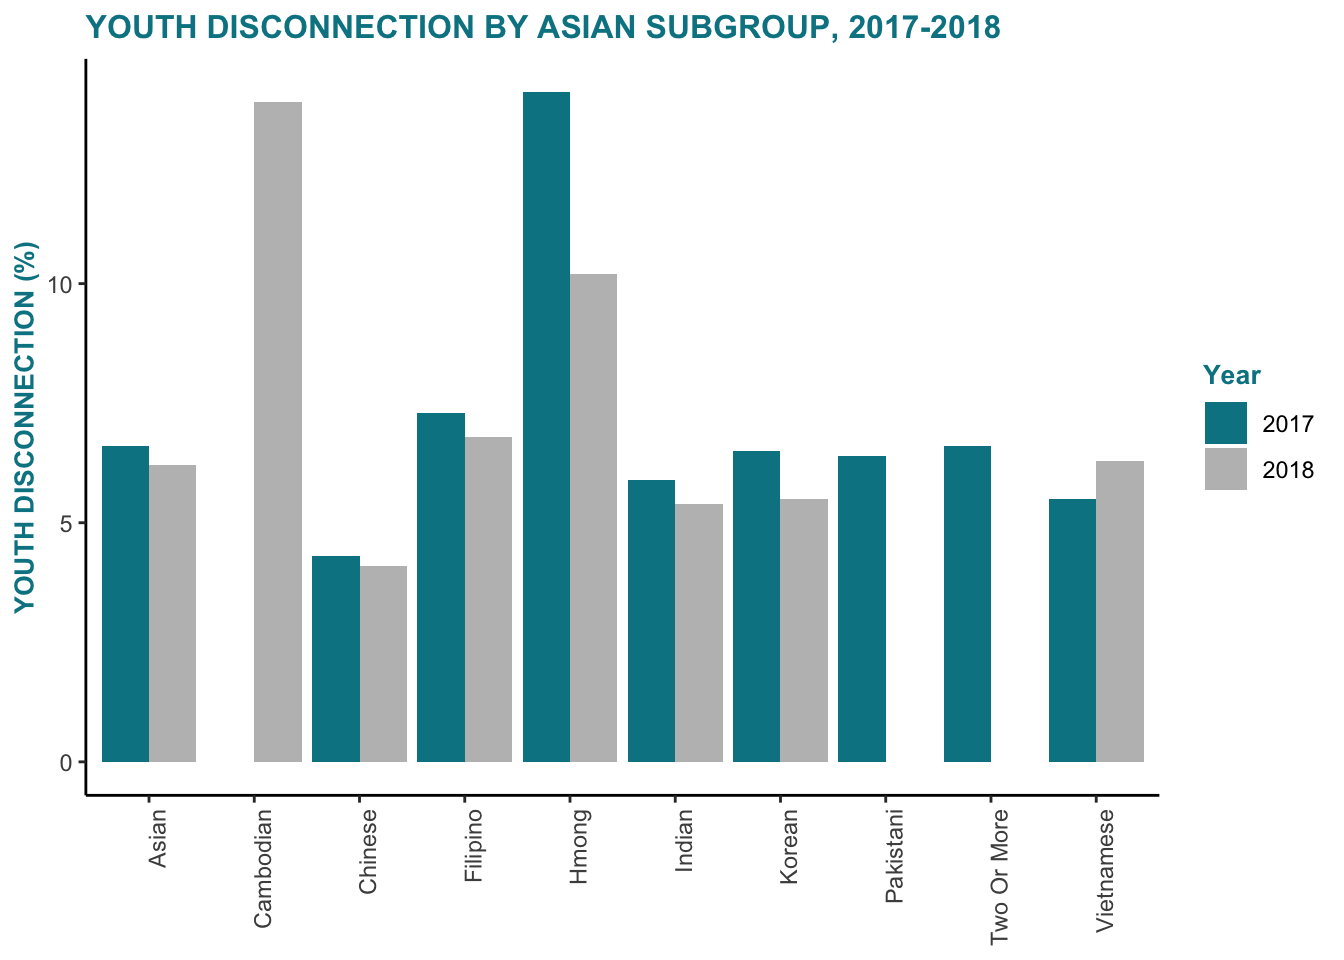 YOUTH DISCONNECTION BY ASIAN SUBGROUP, 2017-2018
YOUTH DISCONNECTION (%)
10
5
0
Asian
Cambodian
Chinese
Filipino
Hmong
Indian
Korean
Pakistani
Two Or More
Vietnamese
Year
2017
2018